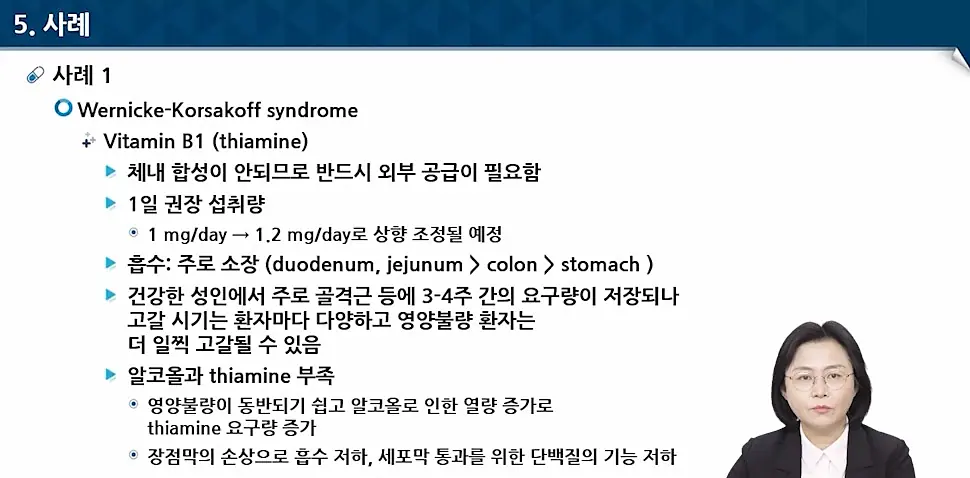 5. 사례
사례 1
Wernicke-Korsakoff syndrome
Vitamin B1 (thiamine)
체내 합성이 안되므로 반드시 외부 공급이 필요함
1일 권장 섭취량
1 mg/day → 1.2 mg/day로 상향 조정될 예정
흡수: 주로 소장 (duodenum, jejunum > colon > stomach )
건강한 성인에서 주로 골격근 등에 3-4주 간의 요구량이 저장되나
고갈 시기는 환자마다 다양하고 영양불량 환자는
더 일찍 고갈될 수 있음
알코올과 thiamine 부족
영양불량이 동반되기 쉽고 알코올로 인한 열량 증가로
thiamine 요구량 증가
장점막의 손상으로 흡수 저하, 세포막 통과를 위한 단백질의 기능 저하